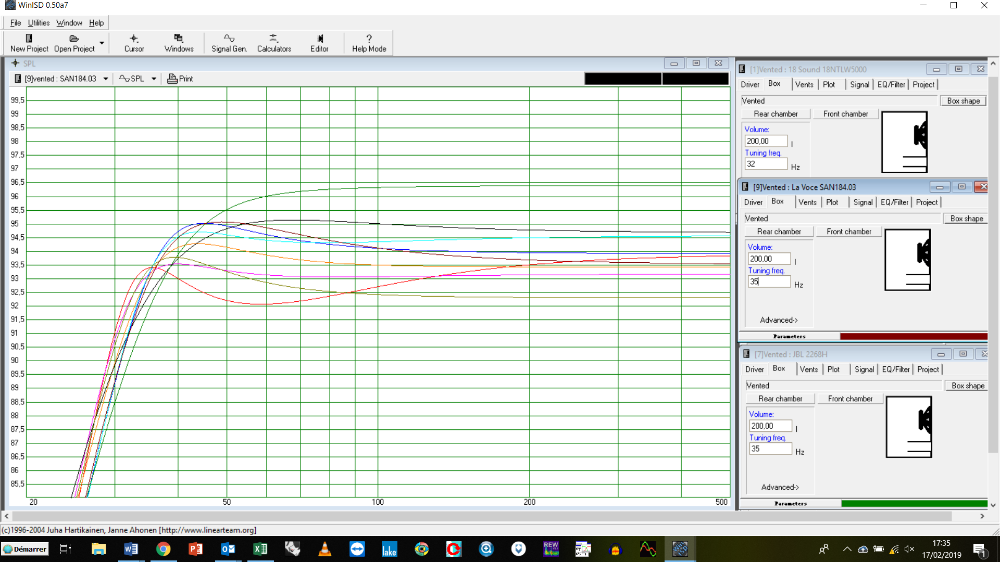 WinISD 0.50a7
File Utilities Window Help
New Project Open Project Cursor Windows Signal Gen. Calculators Editor Help Mode
SPL
[9]vented : SAN184.03 SPL Print
99,5
99
98,5
98
97,5
97
96,5
96
95,5
95
94,5
94
93,5
93
92,5
92
91,5
91
90,5
90
89,5
89
88,5
88
87,5
87
86,5
86
85,5
20 50 100 200 500
[1]Vented : 18 Sound 18NTLW5000
Driver Box Vents Plot Signal EQ/Filter Project
Vented Box shape
Rear chamber Front chamber
Volume:
200,00 l
Tuning freq.
32 Hz
[9]Vented : La Voce SAN184.03
Driver Box Vents Plot Signal EQ/Filter Project
Vented Box shape
Rear chamber Front chamber
Volume:
200,00 l
Tuning freq.
35 Hz
Advanced->
Parameters
[7]Vented : JBL 2268H
Driver Box Vents Plot Signal EQ/Filter Project
Vented Box shape
Rear chamber Front chamber
Volume:
200,00 l
Tuning freq.
35 Hz
Advanced->
Parameters
(c)1996-2004 Juha Hartikainen, Janne Ahonen [http://www.linearteam.org]
Démarrer lake REW 17:35
17/02/2019 1